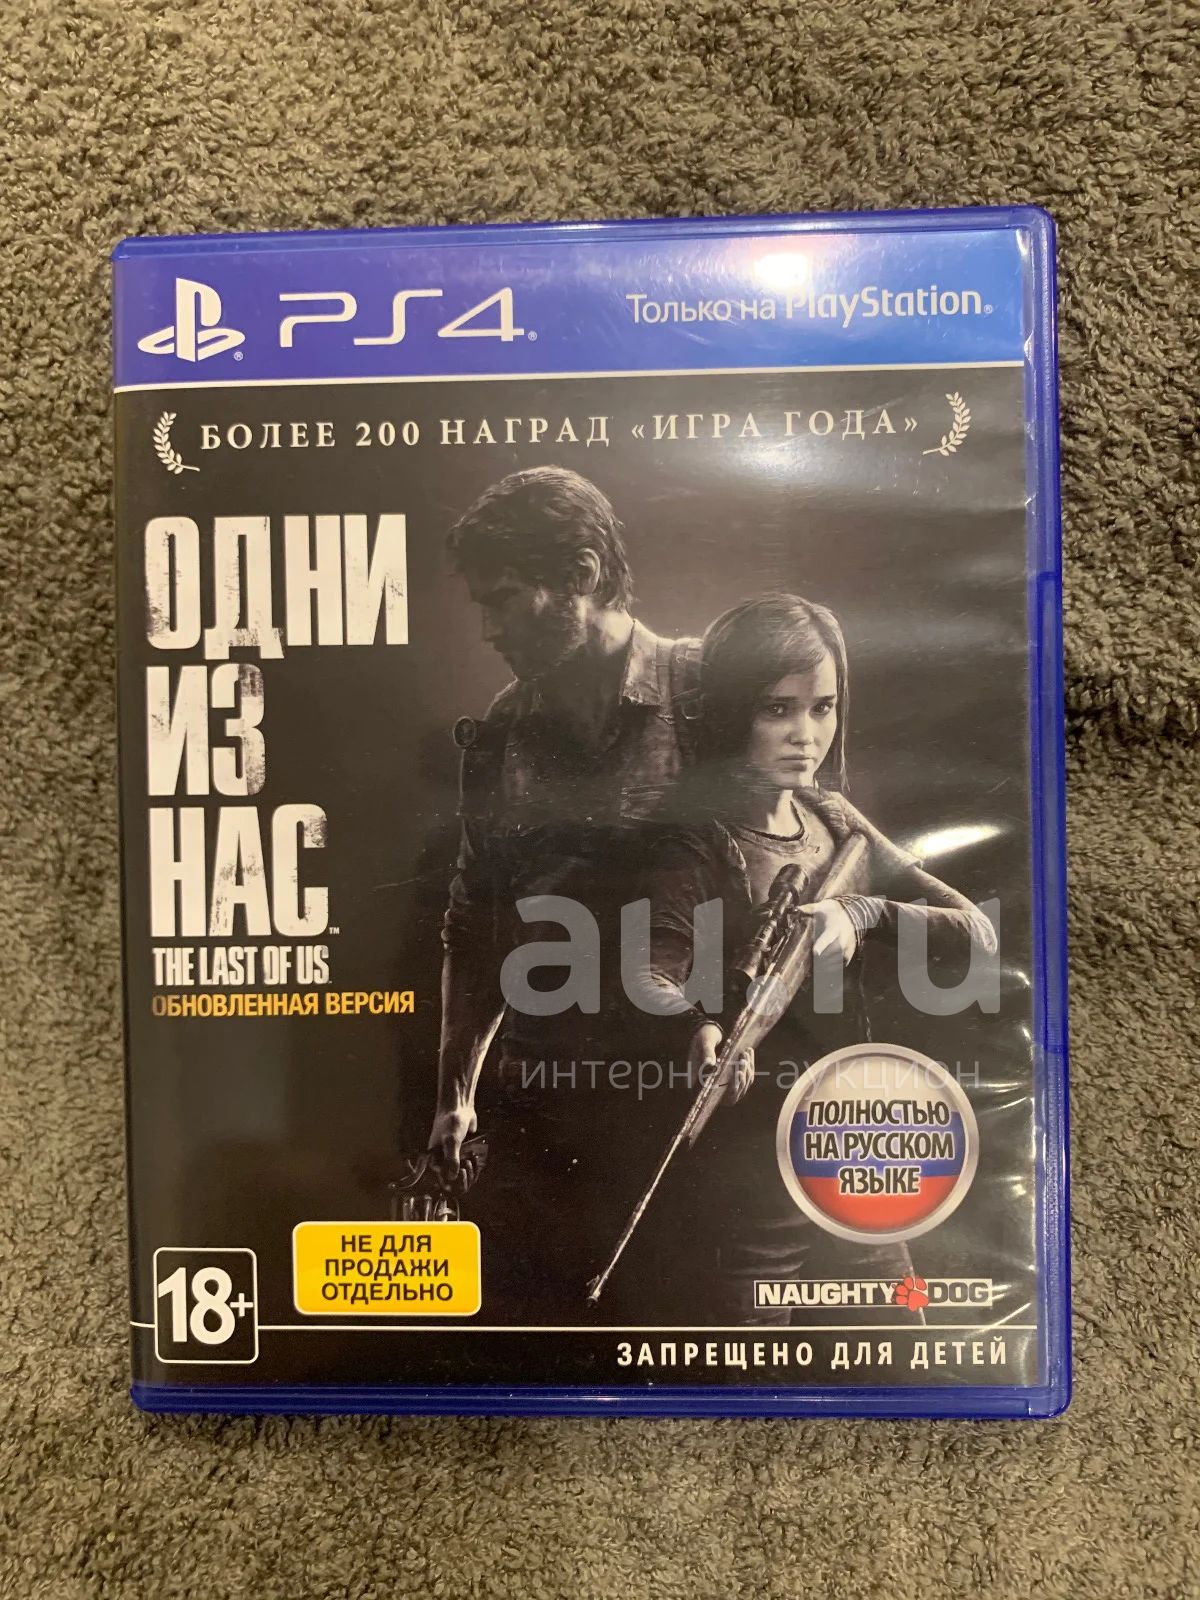 PS4
Только на PlayStation
БОЛЕЕ 200 НАГРАД «ИГРА ГОДА»
ОДНИ
ИЗ
НАС™
THE LAST OF US
ОБНОВЛЕННАЯ ВЕРСИЯ
au.ru
интернет-аукцион
ПОЛНОСТЬЮ
НА РУССКОМ
ЯЗЫКЕ
НЕ ДЛЯ
ПРОДАЖИ
ОТДЕЛЬНО
18+
NAUGHTY DOG
ЗАПРЕЩЕНО ДЛЯ ДЕТЕЙ